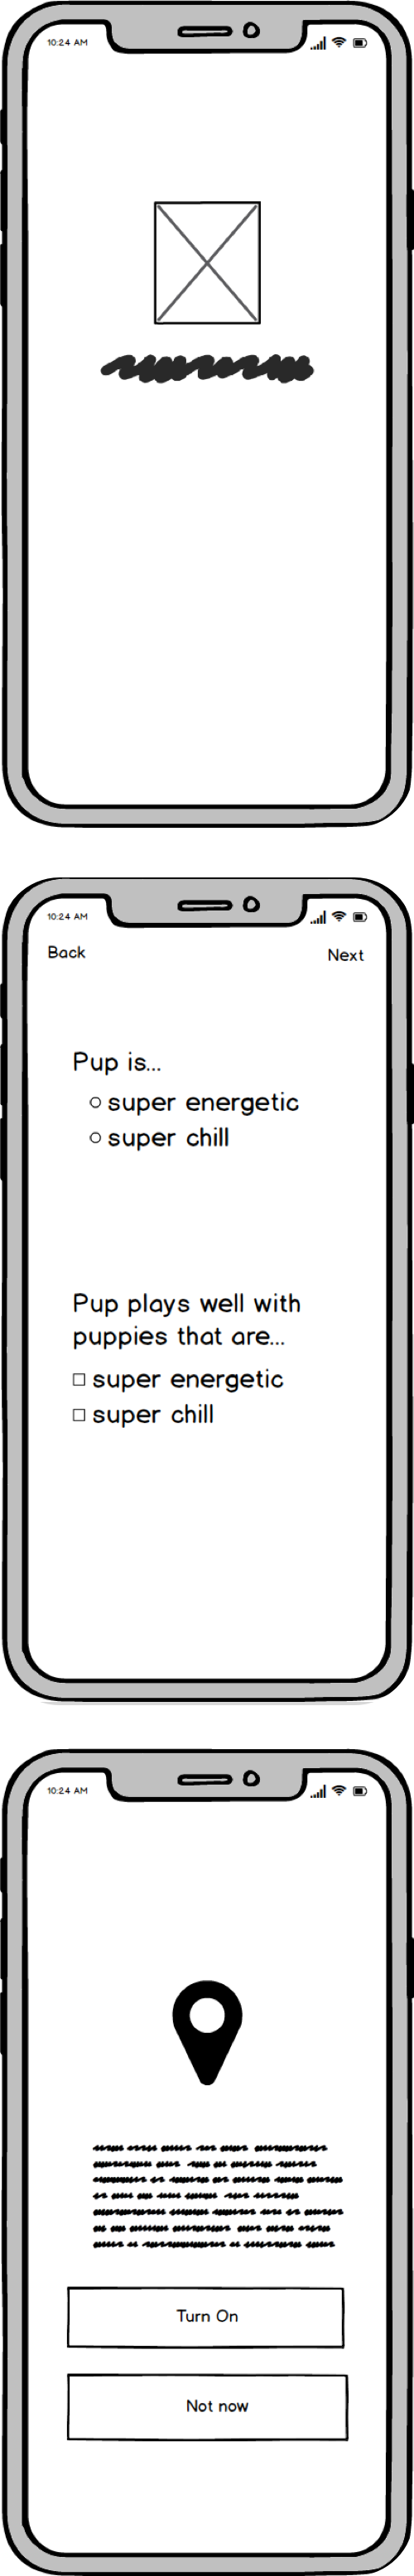 10:24 AM
10:24 AM
Back
Next
Pup is...
super energetic
super chill
Pup plays well with
puppies that are...
super energetic
super chill
10:24 AM
Turn On
Not now